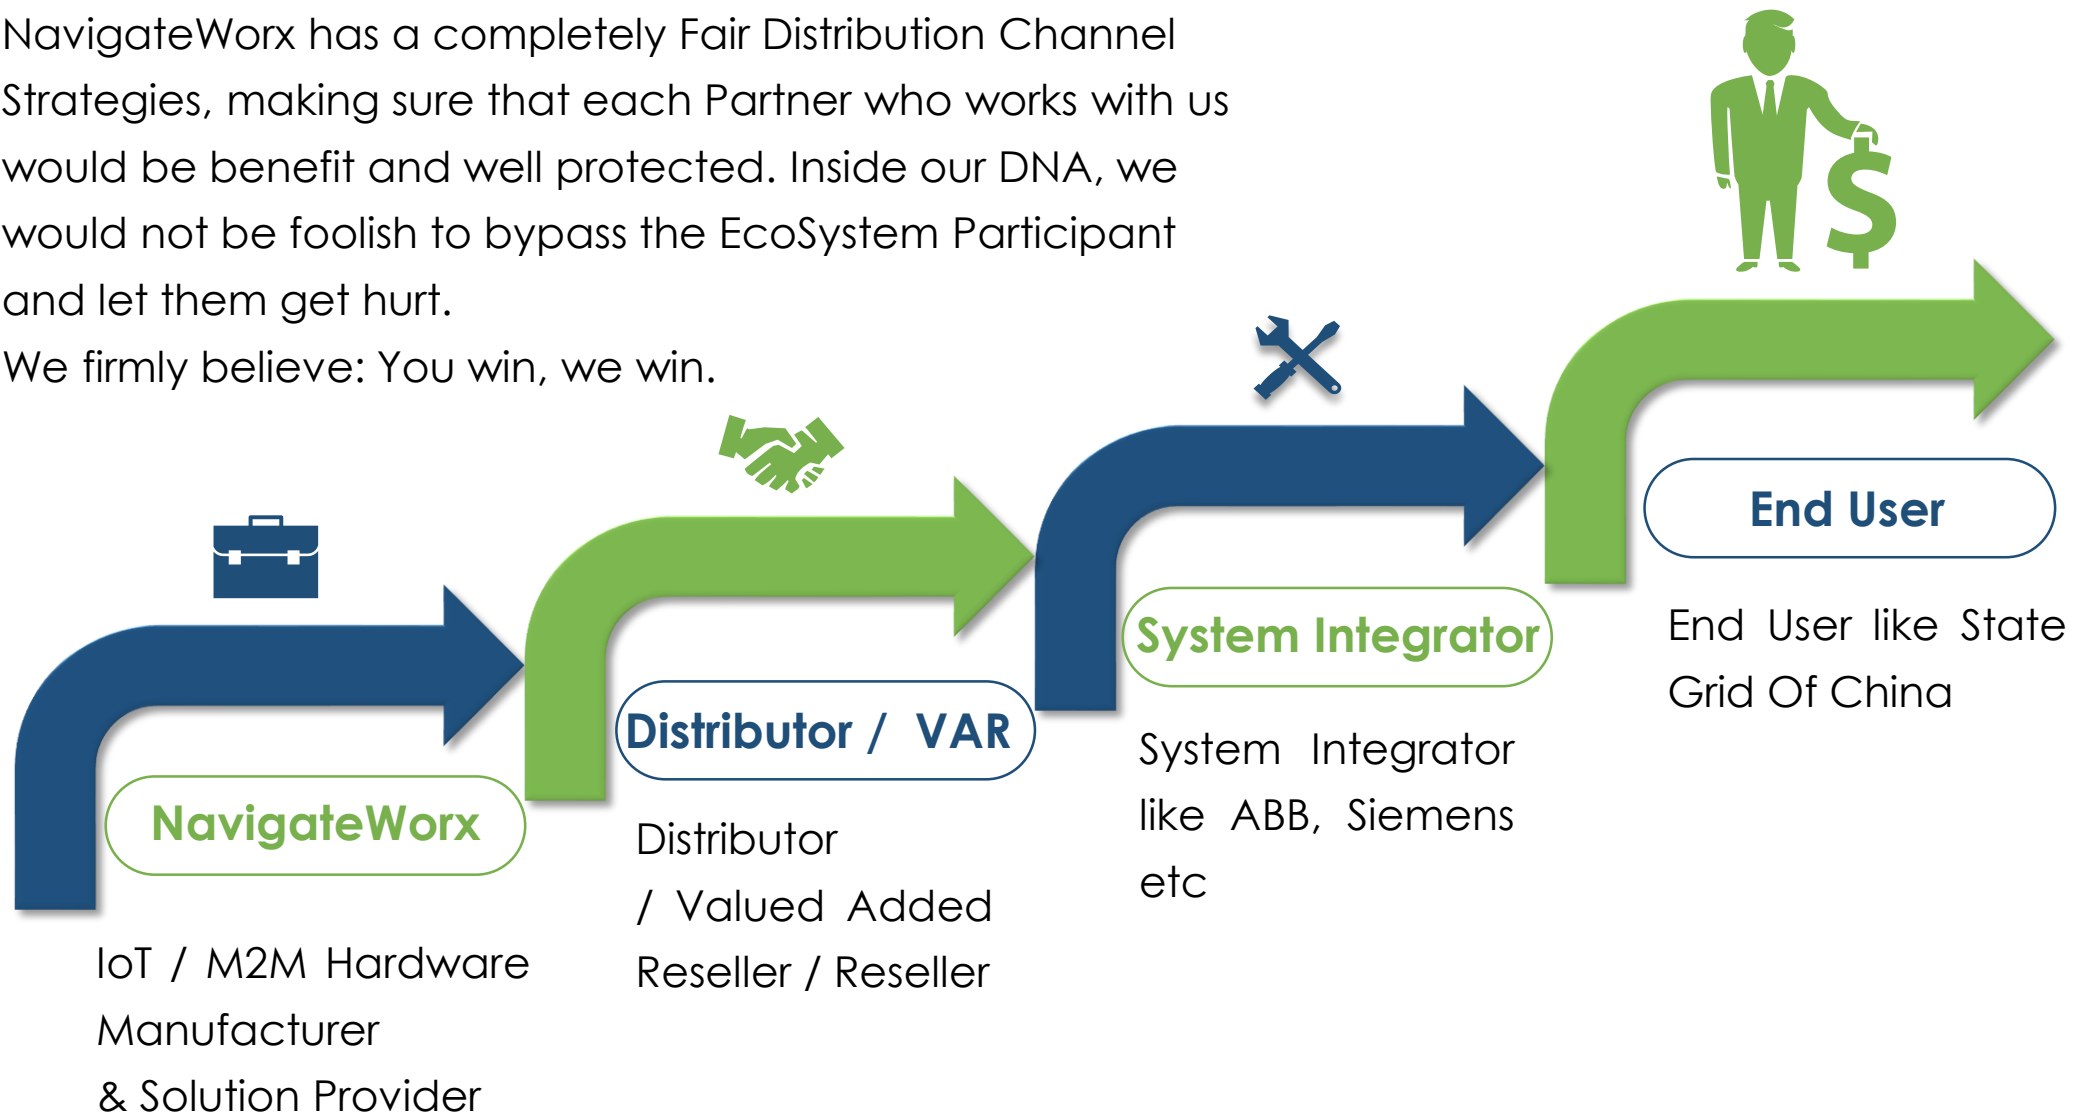 NavigateWorx has a completely Fair Distribution Channel
Strategies, making sure that each Partner who works with us
would be benefit and well protected. Inside our DNA, we
would not be foolish to bypass the EcoSystem Participant
and let them get hurt.
We firmly believe: You win, we win.
NavigateWorx
IoT / M2M Hardware
Manufacturer
& Solution Provider
Distributor / VAR
Distributor
/ Valued Added
Reseller / Reseller
System Integrator
System Integrator
like ABB, Siemens
etc
End User
End User like State
Grid Of China
$